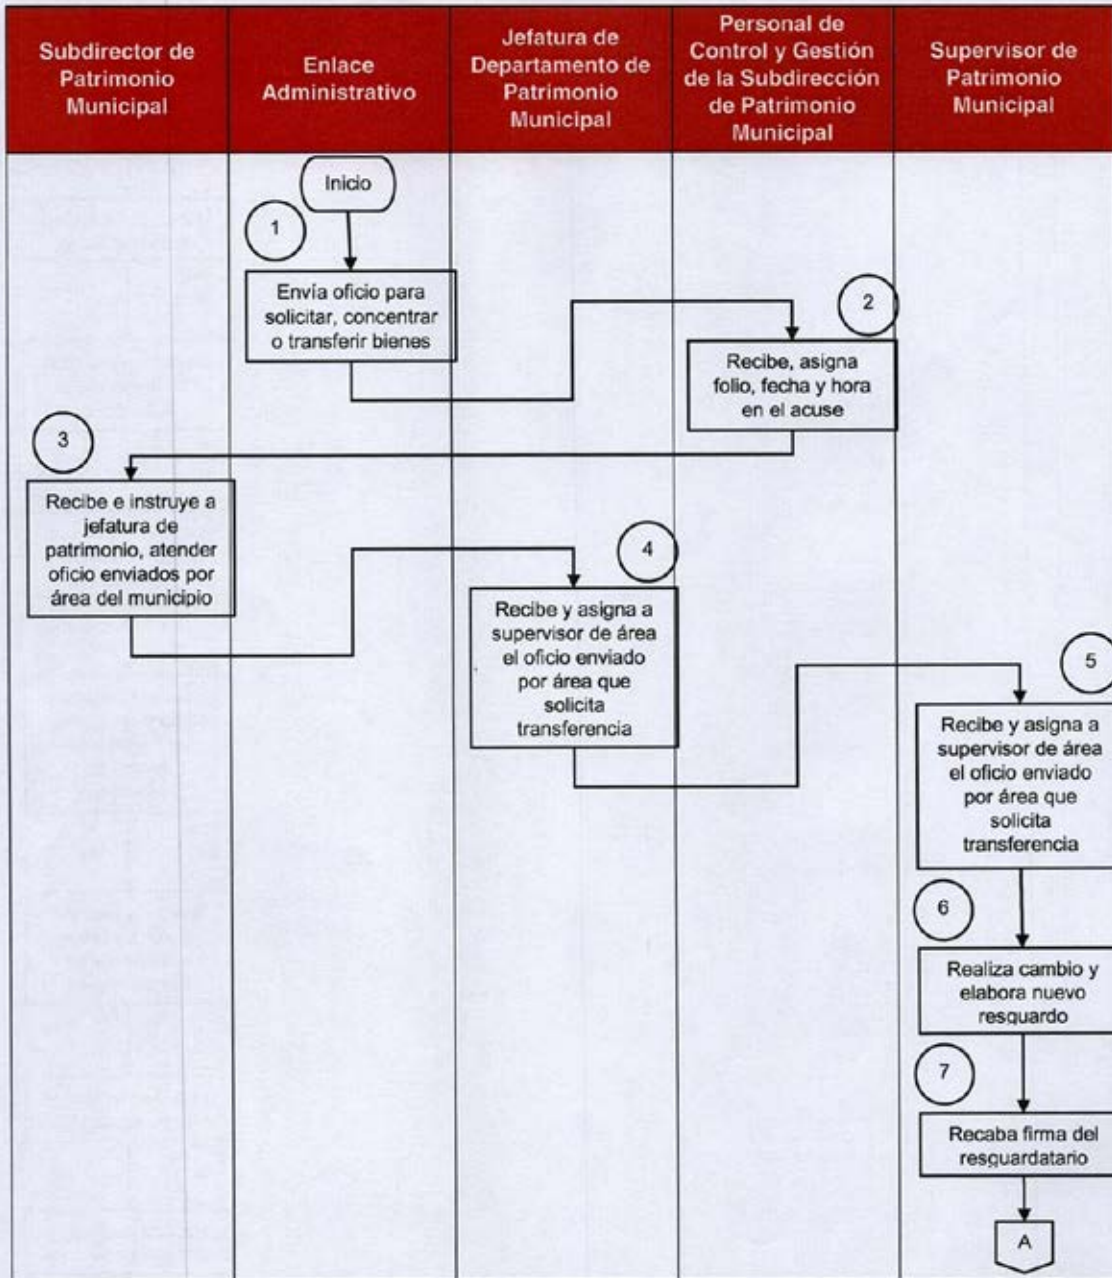 Subdirector de
Patrimonio
Municipal
Enlace
Administrativo
Jefatura de
Departamento de
Patrimonio
Municipal
Personal de
Control y Gestión
de la Subdirección
de Patrimonio
Municipal
Supervisor de
Patrimonio
Municipal
Inicio
1
Envía oficio para
solicitar, concentrar
o transferir bienes
2
Recibe, asigna
folio, fecha y hora
en el acuse
3
Recibe e instruye a
jefatura de
patrimonio, atender
oficio enviados por
área del municipio
4
Recibe y asigna a
supervisor de área
el oficio enviado
por área que
solicita
transferencia
5
Recibe y asigna a
supervisor de área
el oficio enviado
por área que
solicita
transferencia
6
Realiza cambio y
elabora nuevo
resguardo
7
Recaba firma del
resguardatario
A